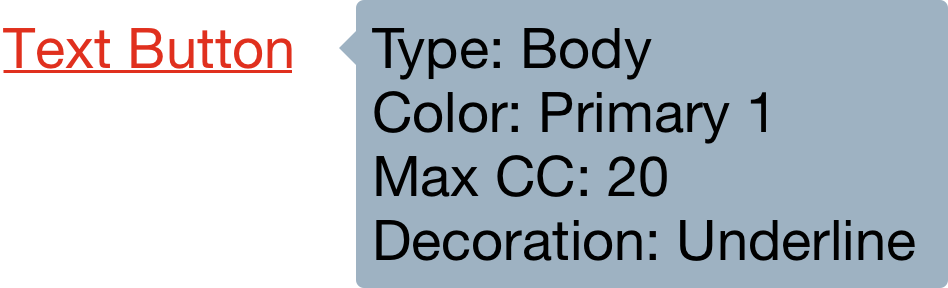 Text Button
Type: Body
Color: Primary 1
Max CC: 20
Decoration: Underline